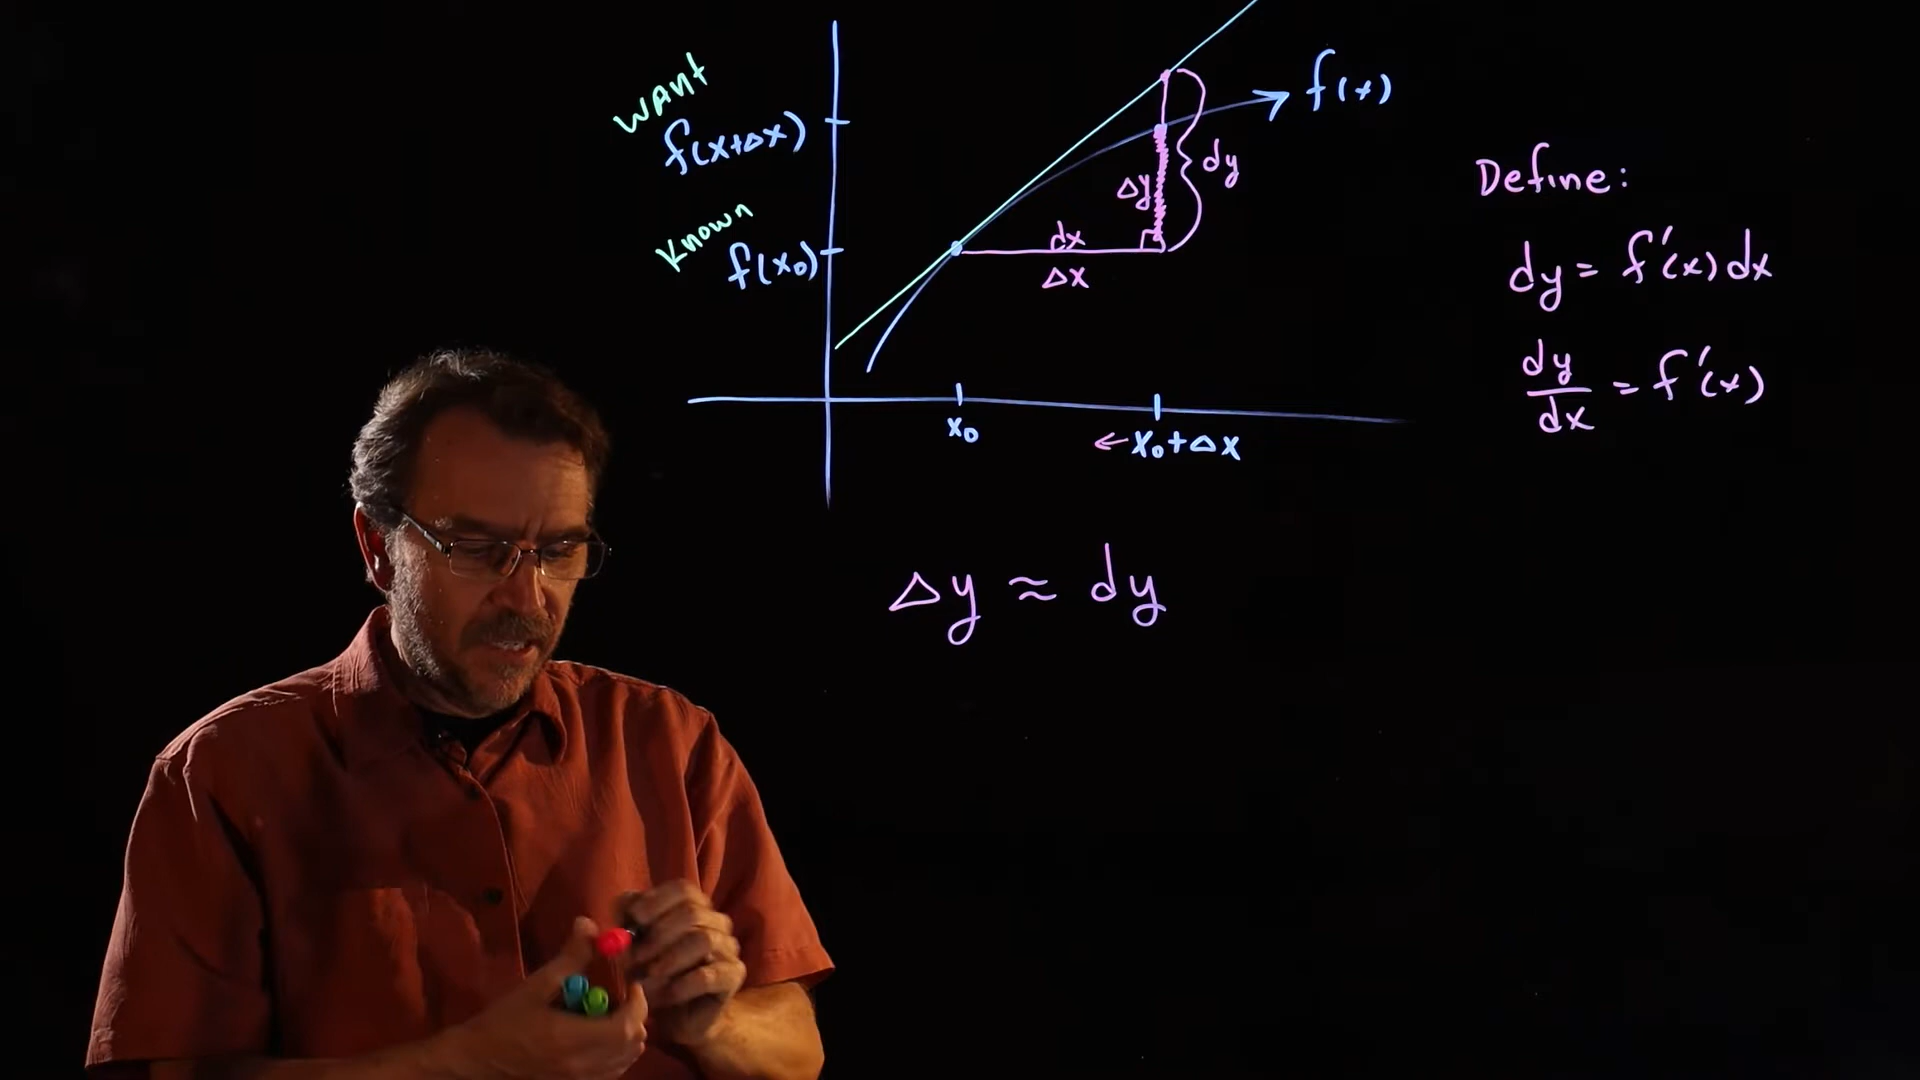 want
f(x+Δx)
Known
f(x₀)
f(x)
Δy
dy
dx
Δx
x₀
←x₀+Δx
Define:
dy = f'(x)dx
dy/dx = f'(x)
Δy ≈ dy